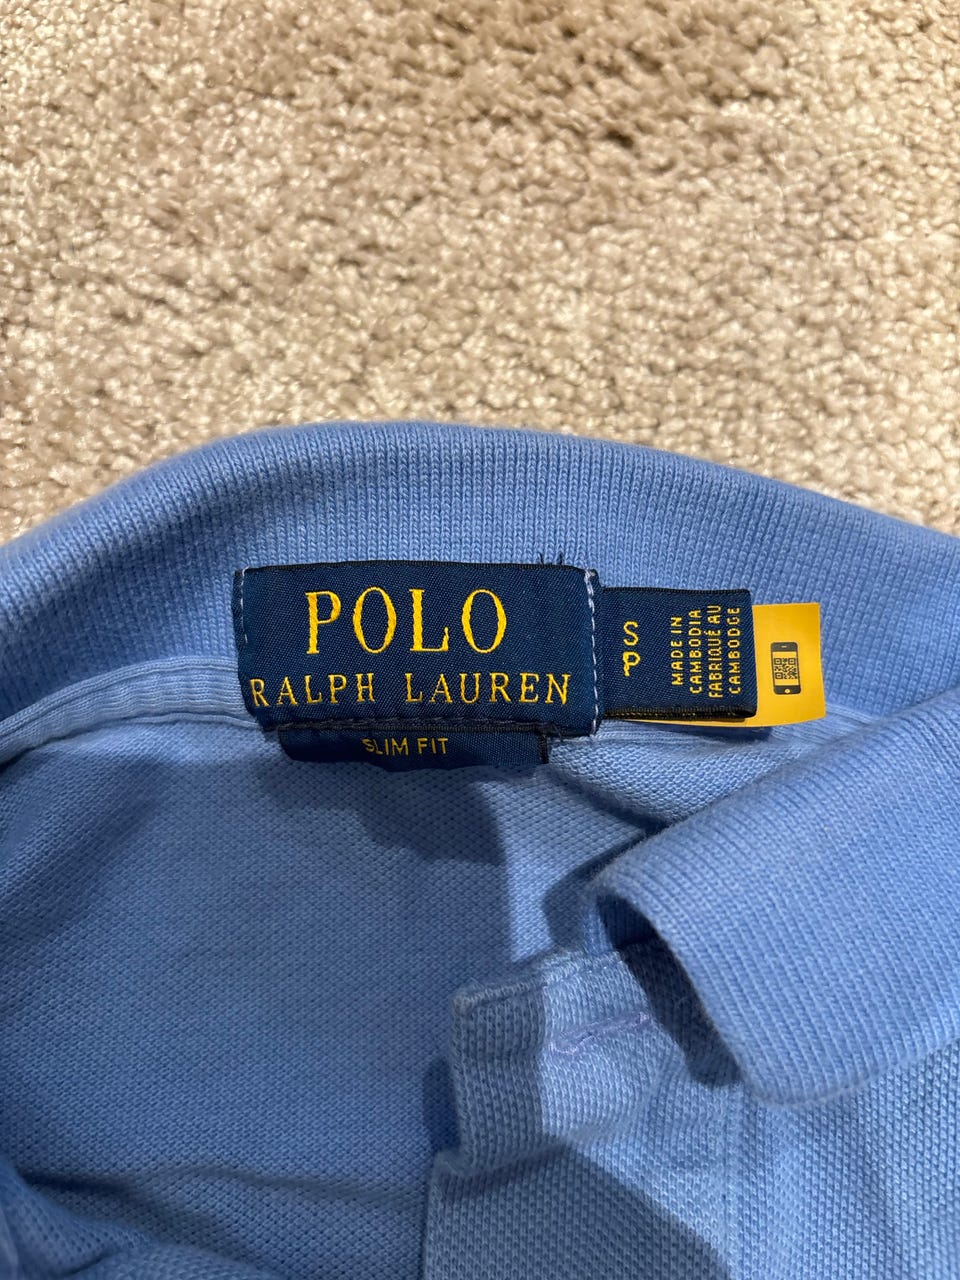 POLO
RALPH LAUREN
SLIM FIT
S
P
MADE IN
CAMBODIA
FABRIQUÉ AU
CAMBODGE